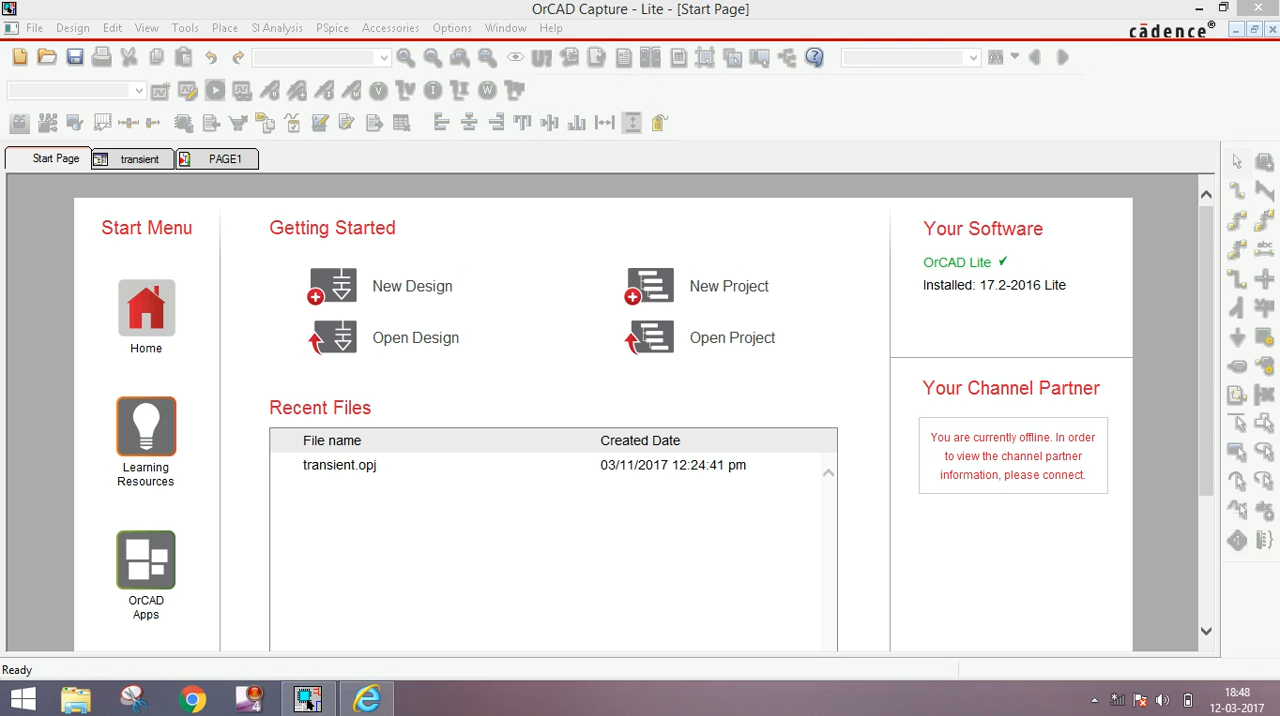 OrCAD Capture - Lite - [Start Page]
File Design Edit View Tools Place SI Analysis PSpice Accessories Options Window Help
cādence®
Start Page transient PAGE1
Start Menu
Home
Learning
Resources
OrCAD
Apps
Getting Started
New Design New Project
Open Design Open Project
Recent Files
File name Created Date
transient.opj 03/11/2017 12:24:41 pm
Your Software
OrCAD Lite ✓
Installed: 17.2-2016 Lite
Your Channel Partner
You are currently offline. In order
to view the channel partner
information, please connect.
abc
Ready
18:48
12-03-2017